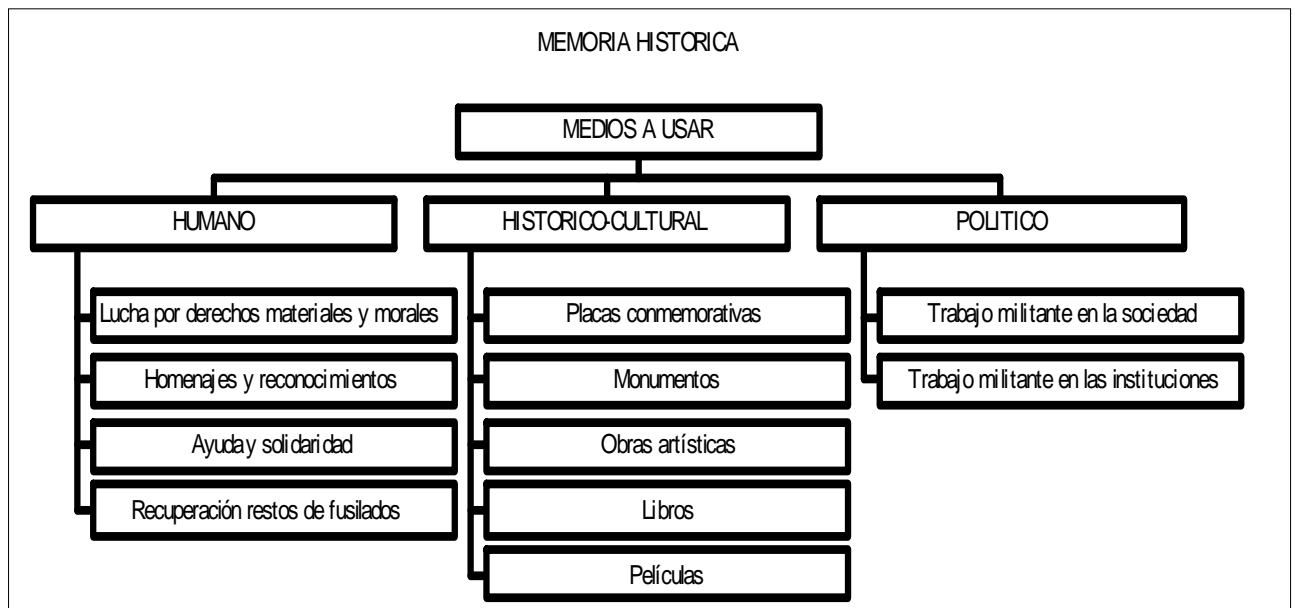 MEMORIA HISTORICA
MEDIOS A USAR
HUMANO
Lucha por derechos materiales y morales
Homenajes y reconocimientos
Ayuda y solidaridad
Recuperación restos de fusilados
HISTORICO-CULTURAL
Placas conmemorativas
Monumentos
Obras artísticas
Libros
Películas
POLITICO
Trabajo militante en la sociedad
Trabajo militante en las instituciones